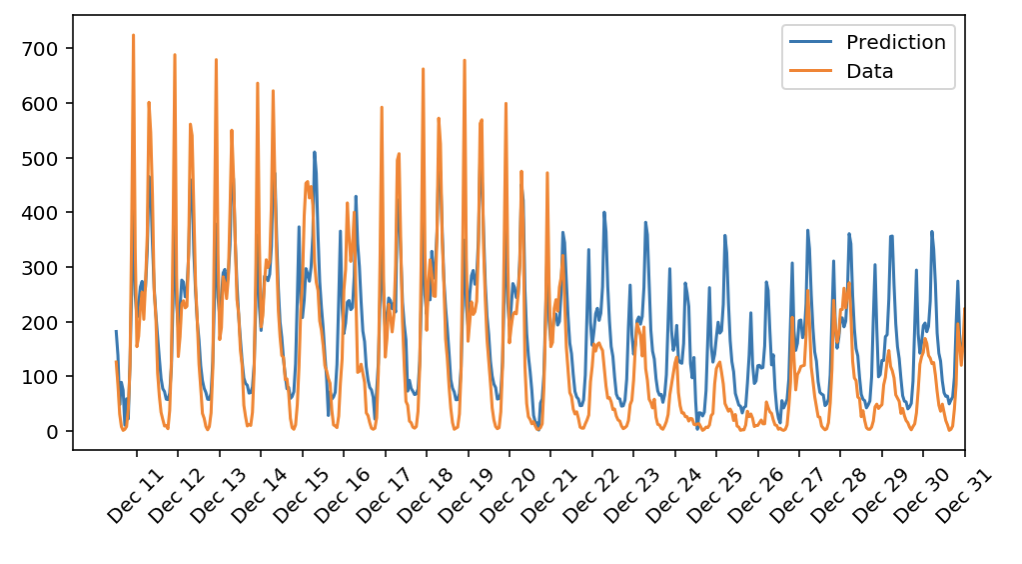 Prediction
Data
700
600
500
400
300
200
100
0
Dec 11
Dec 12
Dec 13
Dec 14
Dec 15
Dec 16
Dec 17
Dec 18
Dec 19
Dec 20
Dec 21
Dec 22
Dec 23
Dec 24
Dec 25
Dec 26
Dec 27
Dec 28
Dec 29
Dec 30
Dec 31